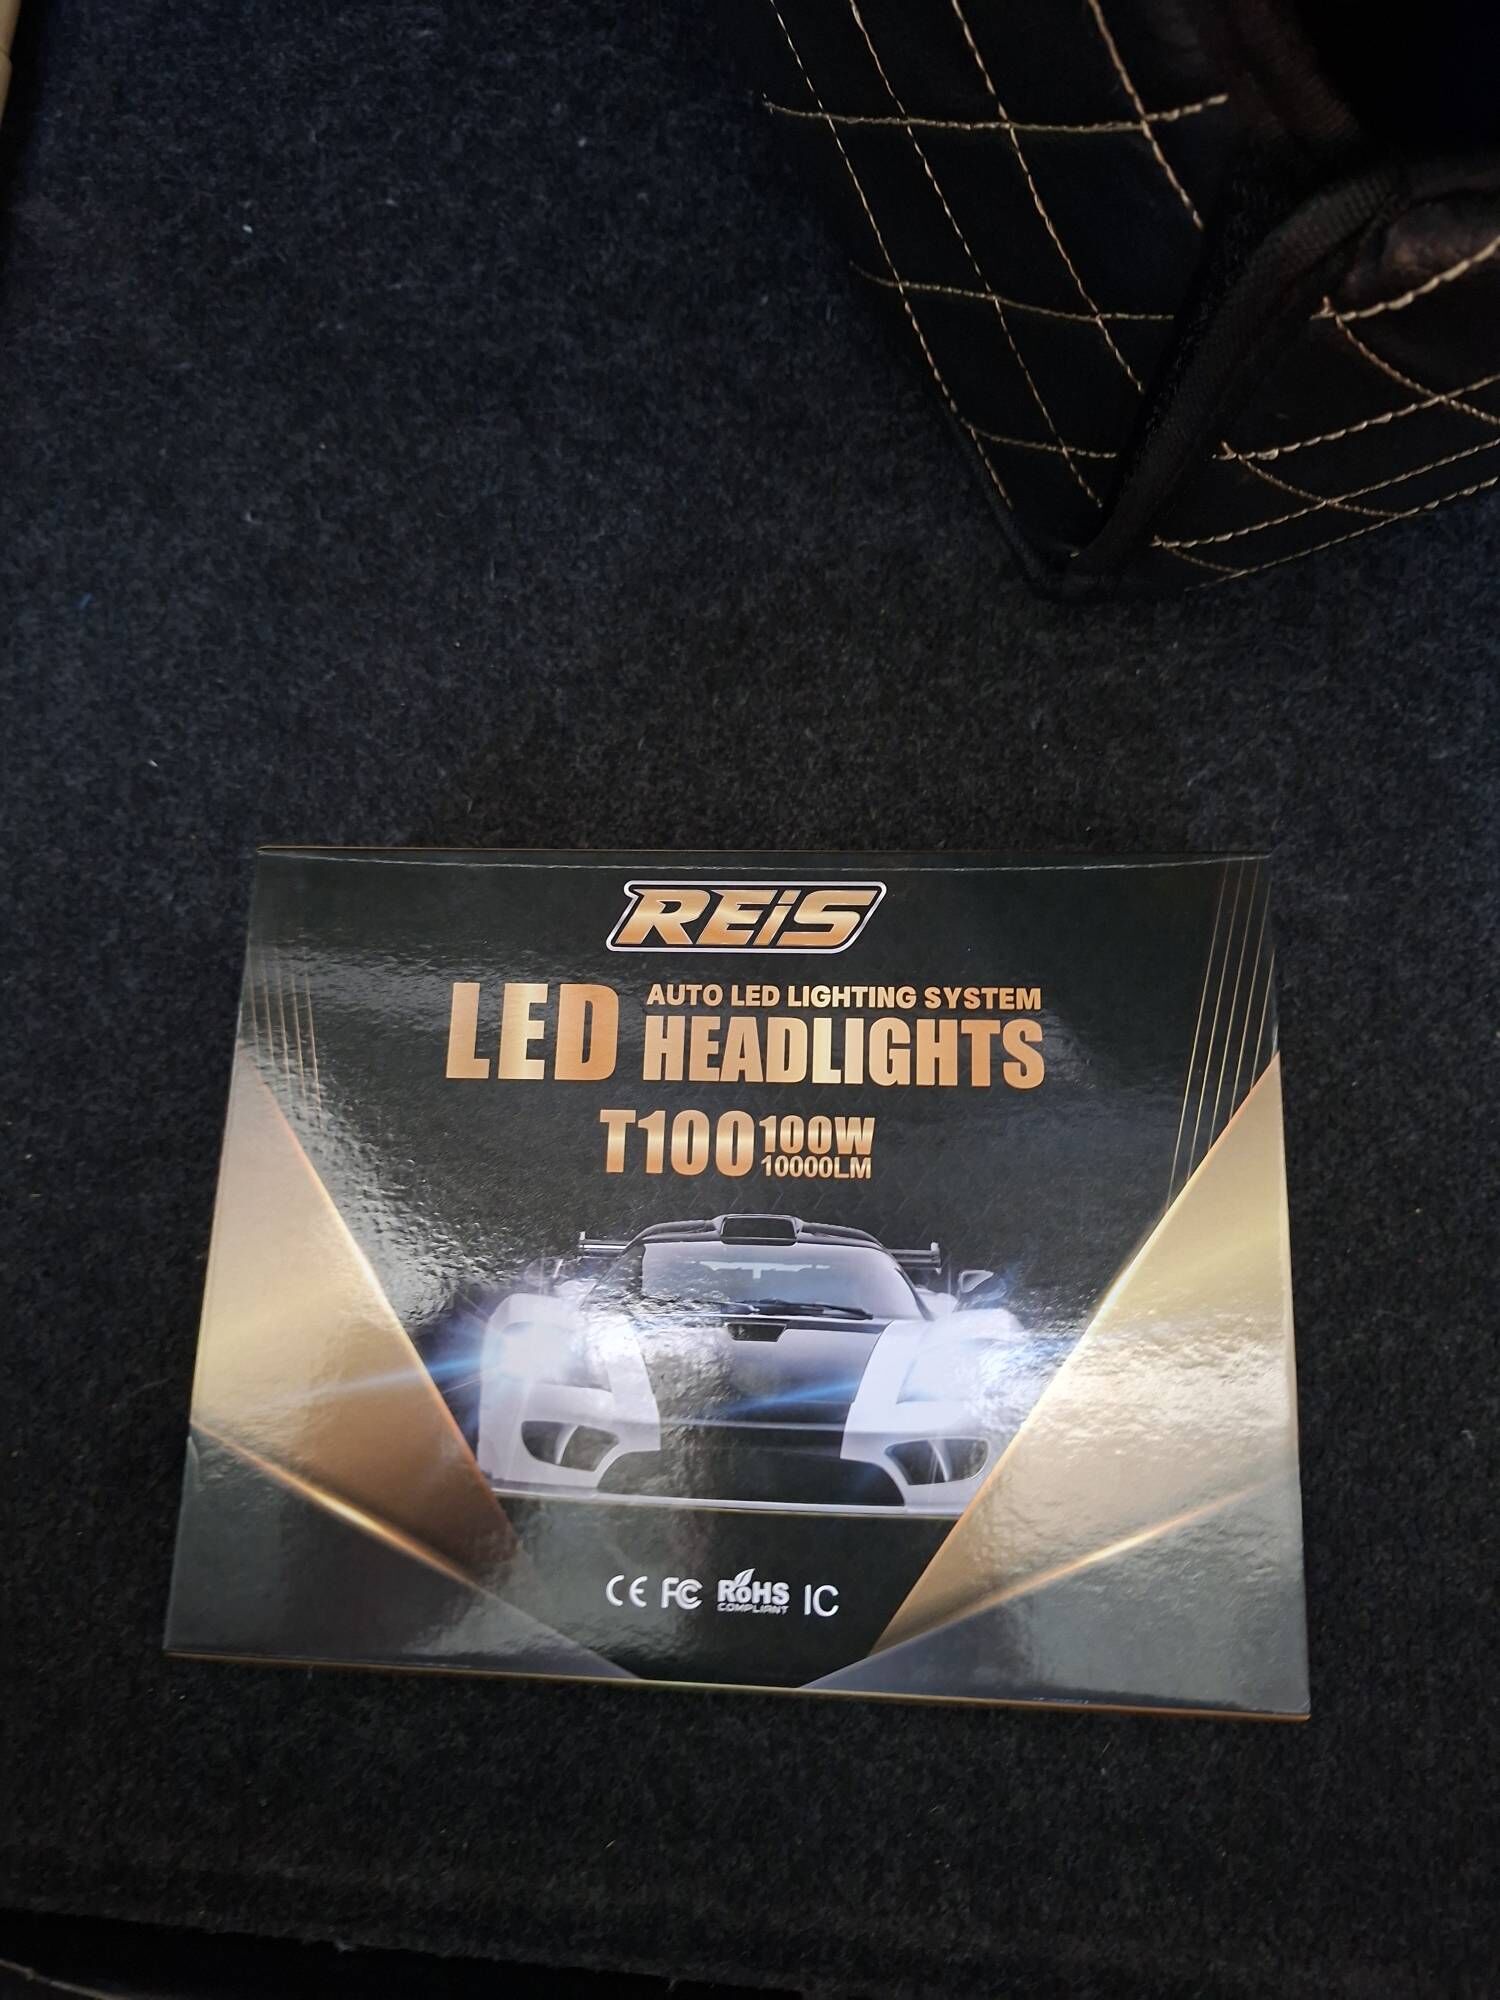 REiS
LED AUTO LED LIGHTING SYSTEM
HEADLIGHTS
T100 100W
10000LM
CE FC RoHS IC
COMPLIANT